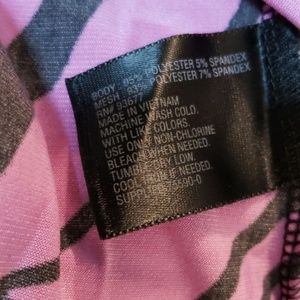 BODY: 95% POLYESTER 5% SPANDEX
MESH: 93% POLYESTER 7% SPANDEX
RN# 93677
MADE IN VIETNAM
MACHINE WASH COLD.
WITH LIKE COLORS.
USE ONLY NON-CHLORINE
BLEACH WHEN NEEDED.
TUMBLE DRY LOW.
COOL IRON IF NEEDED.